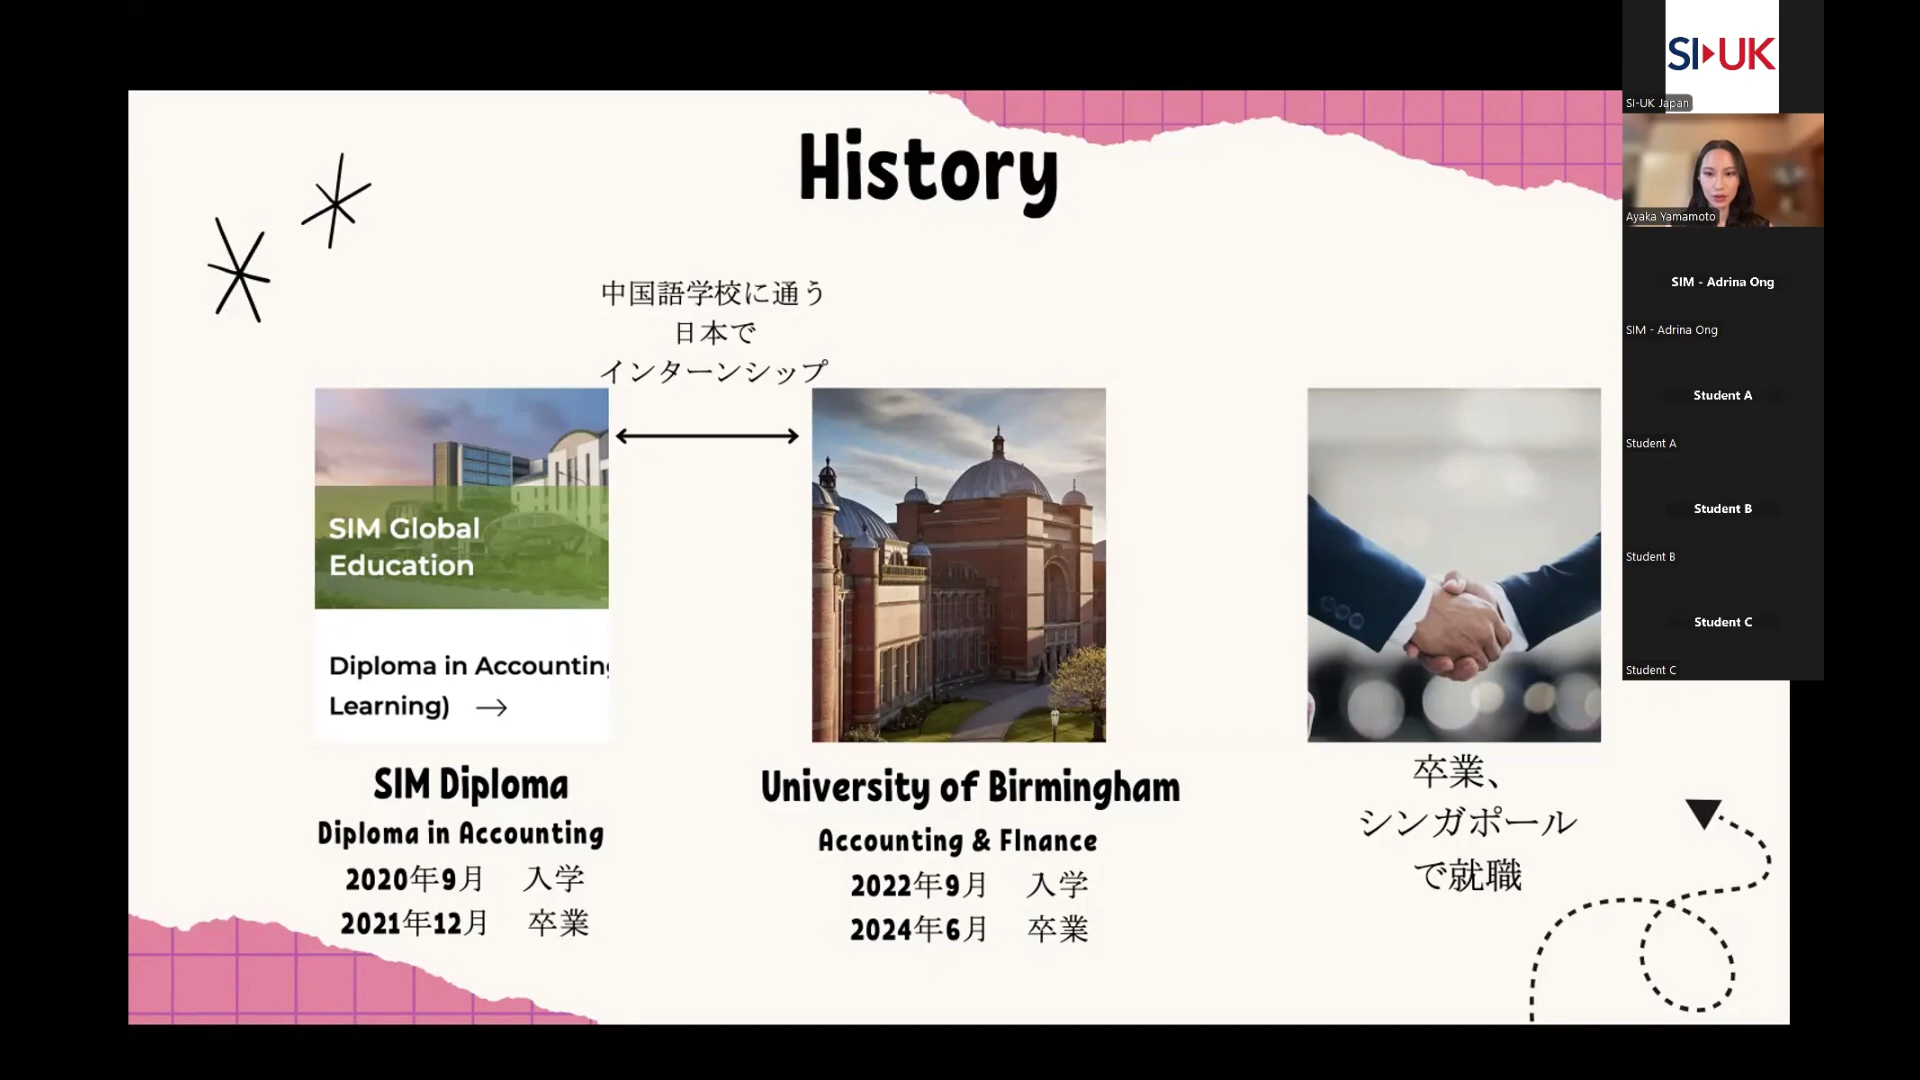 History
中国語学校に通う
日本で
インターンシップ
SIM Global
Education
Diploma in Accounting
Learning)
SIM Diploma
Diploma in Accounting
2020年9月 入学
2021年12月 卒業
University of Birmingham
Accounting & FInance
2022年9月 入学
2024年6月 卒業
卒業、
シンガポール
で就職
SI-UK
SI-UK Japan
Ayaka Yamamoto
SIM - Adrina Ong
SIM - Adrina Ong
Student A
Student A
Student B
Student B
Student C
Student C